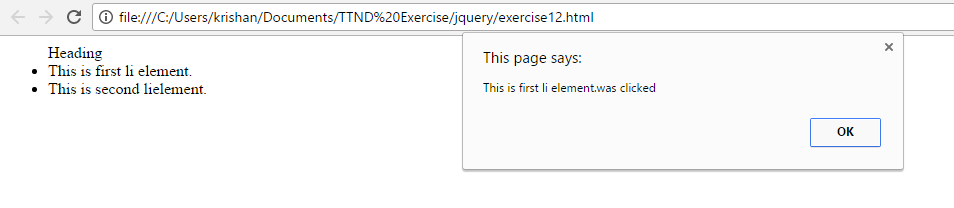 file:///C:/Users/krishan/Documents/TTND%20Exercise/jquery/exercise12.html
Heading
This is first li element.
This is second lielement.
This page says:
This is first li element.was clicked
OK